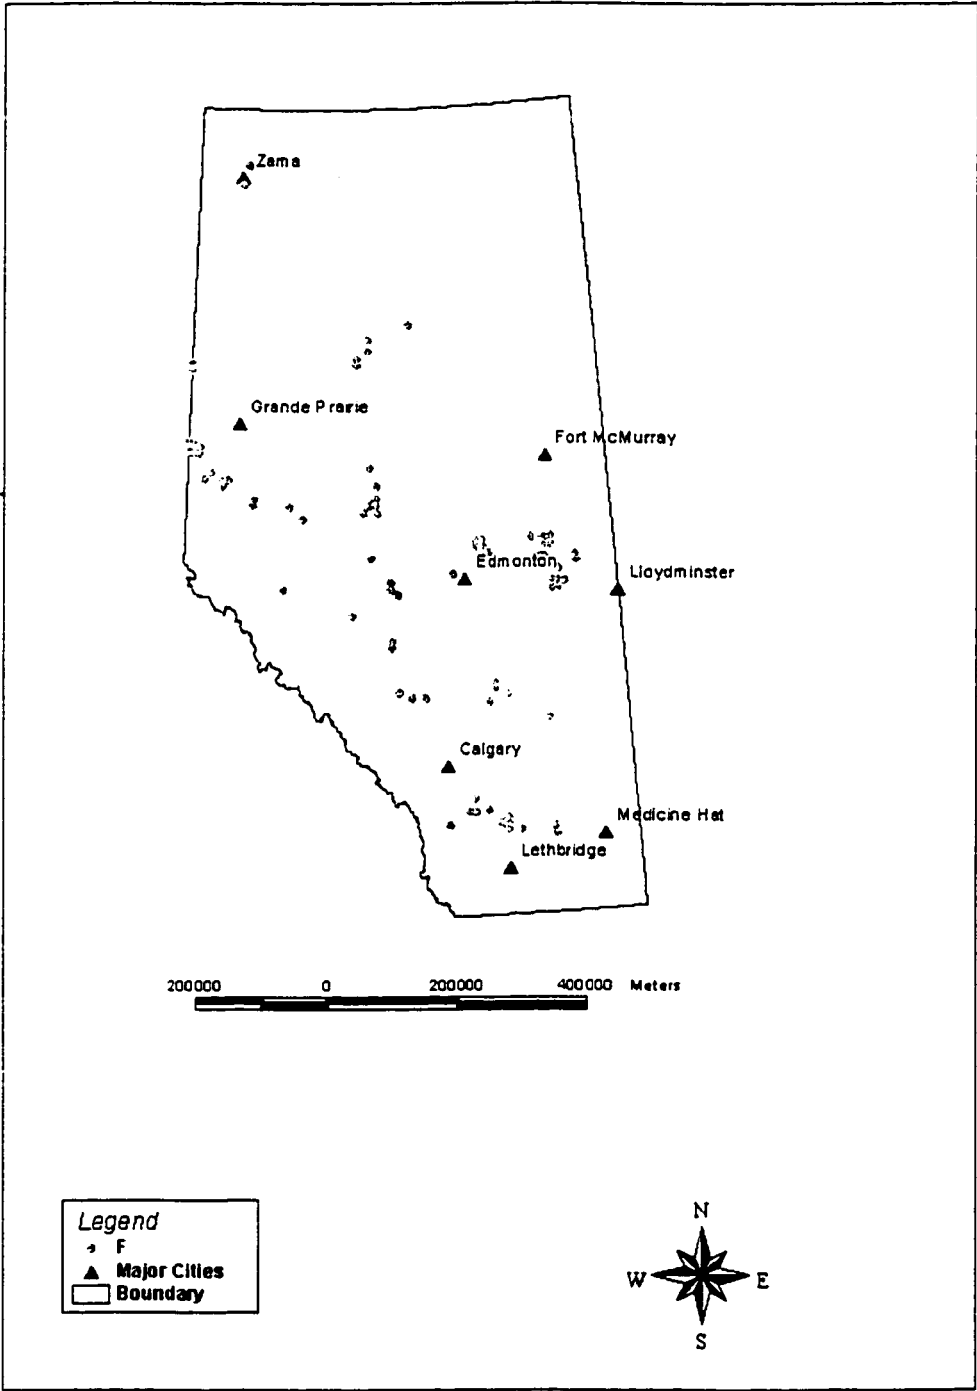 Zama
Grande Prairie
Fort McMurray
Edmonton
Lloydminster
Calgary
Medicine Hat
Lethbridge
200000 0 200000 400000 Meters
Legend
F
Major Cities
Boundary
N
W E
S